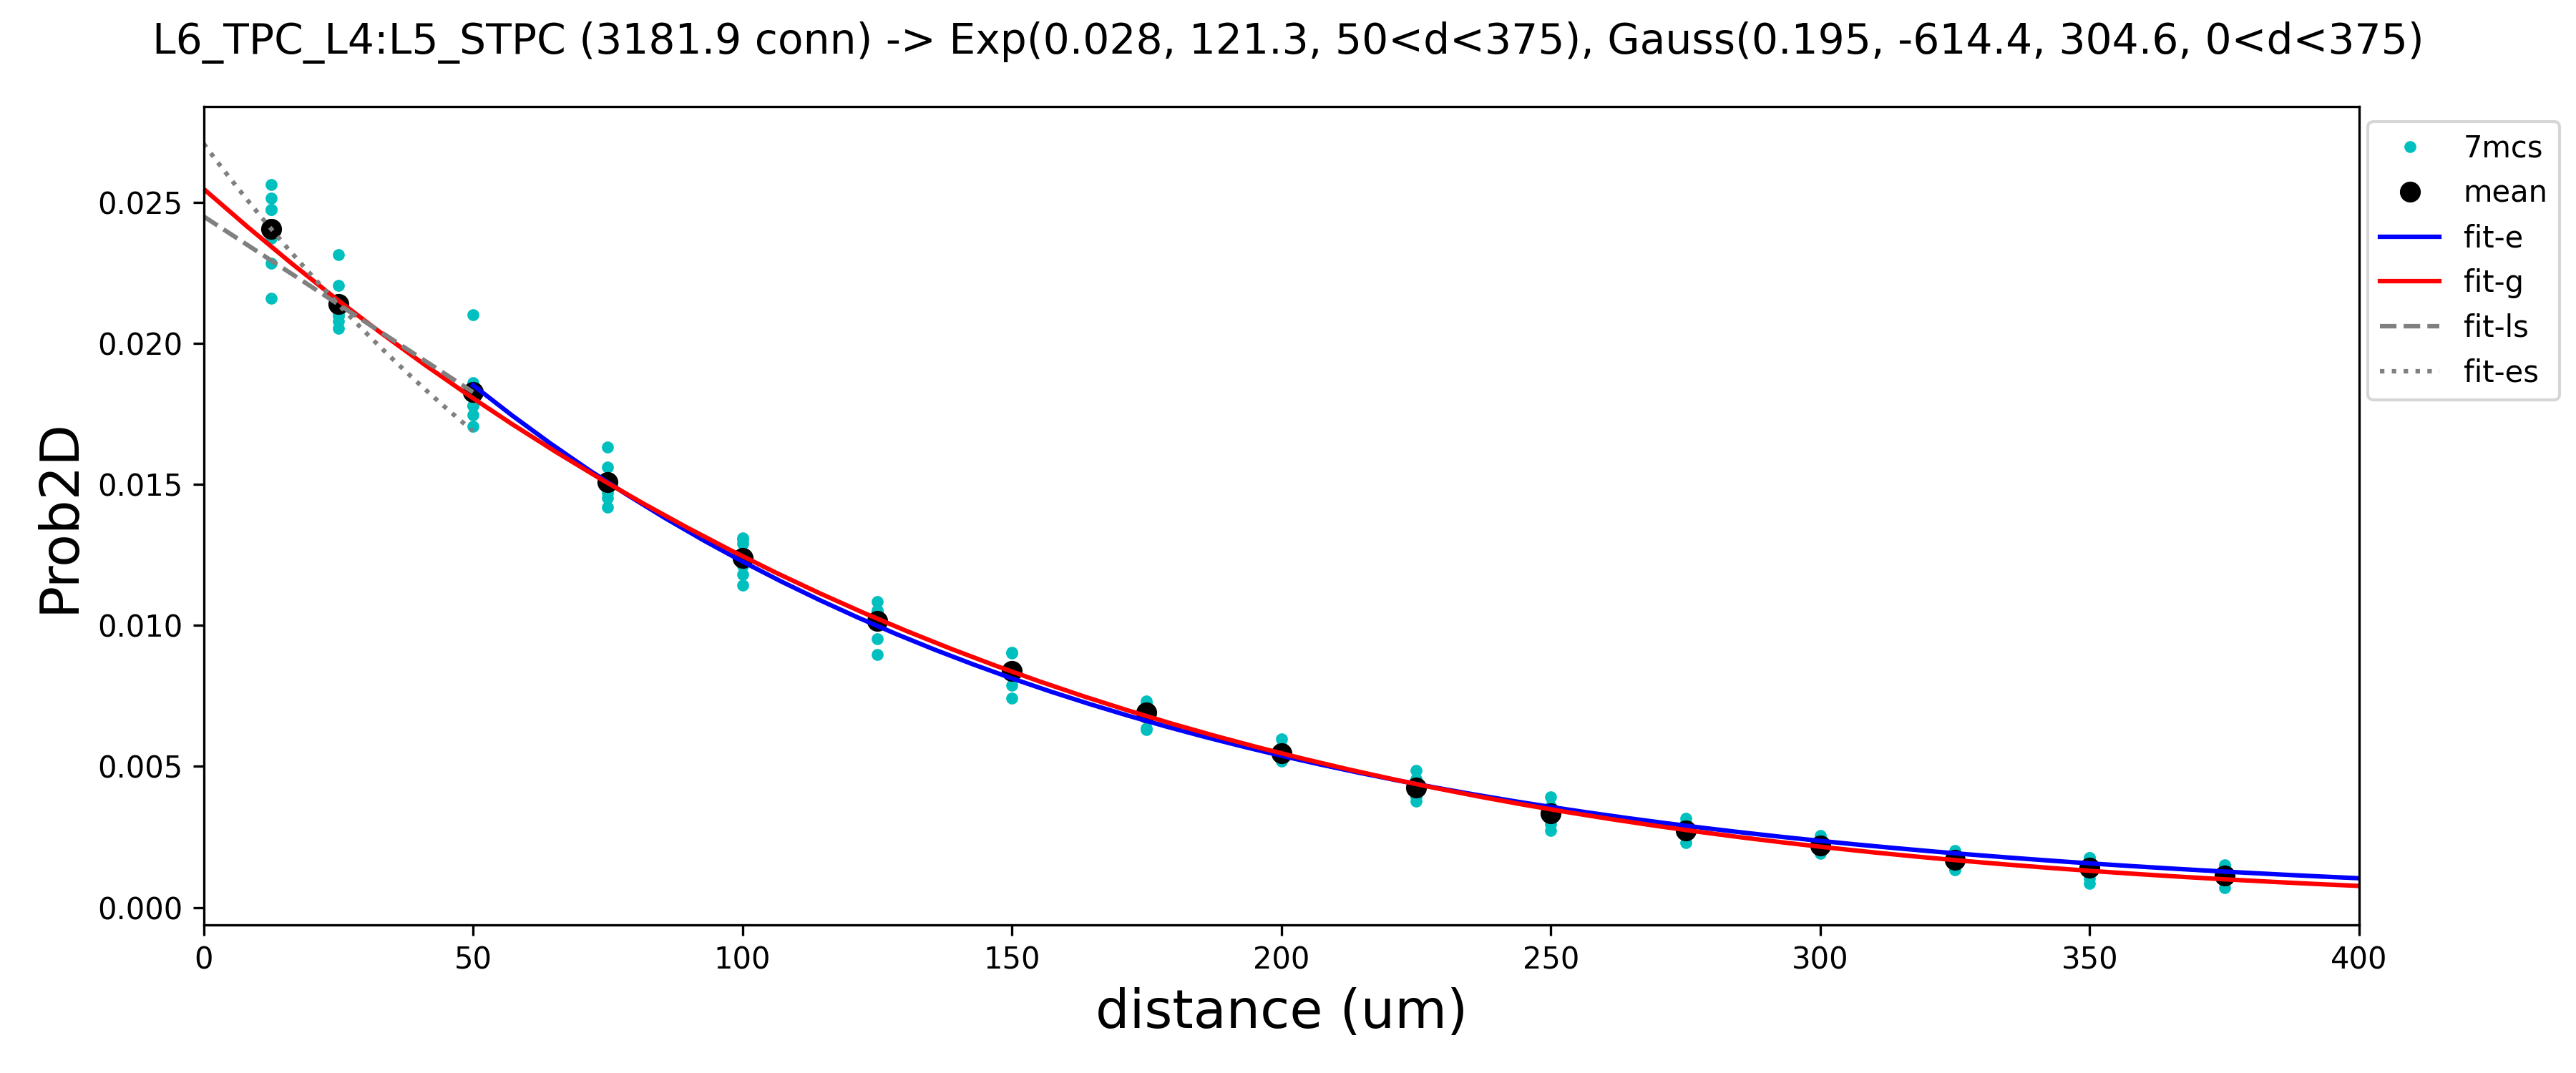 L6_TPC_L4:L5_STPC (3181.9 conn) -> Exp(0.028, 121.3, 50<d<375), Gauss(0.195, -614.4, 304.6, 0<d<375)
7mcs
mean
fit-e
fit-g
fit-ls
fit-es
Prob2D
0.025
0.020
0.015
0.010
0.005
0.000
0 50 100 150 200 250 300 350 400
distance (um)